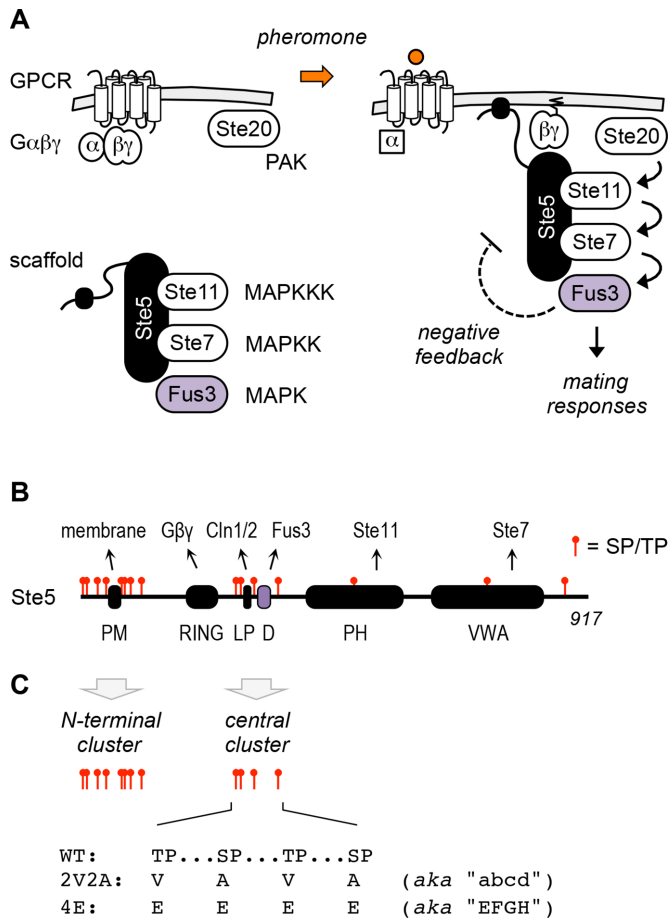 A
pheromone
GPCR
Gαβγ
α
βγ
Ste20
PAK
α
βγ
Ste20
Ste5
Ste11
Ste7
Fus3
negative
feedback
mating
responses
scaffold
Ste5
Ste11
MAPKKK
Ste7
MAPKK
Fus3
MAPK
B
membrane
Gβγ
Cln1/2
Fus3
Ste11
Ste7
= SP/TP
Ste5
917
PM
RING
LP
D
PH
VWA
C
N-terminal
cluster
central
cluster
WT: TP...SP...TP...SP
2V2A: V A V A (aka "abcd")
4E: E E E E (aka "EFGH")